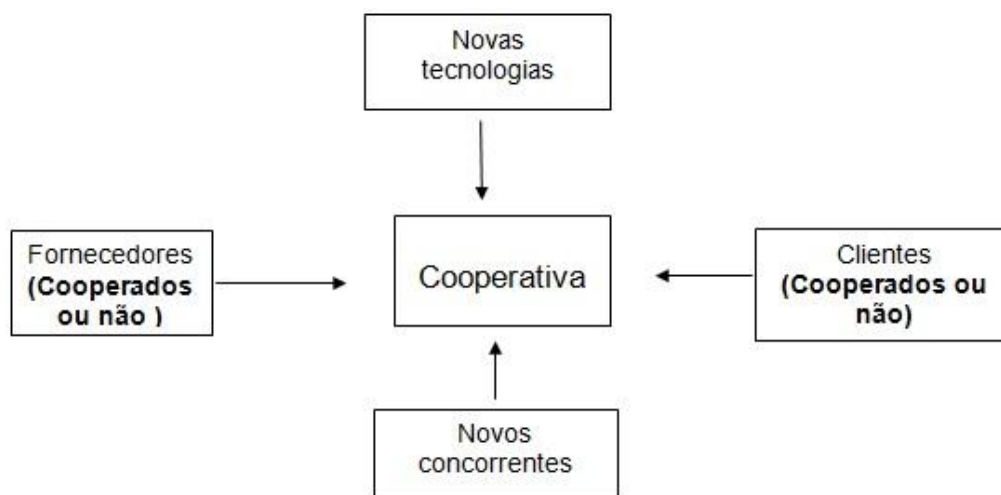 Novas
tecnologias
Fornecedores
(Cooperados
ou não )
Cooperativa
Clientes
(Cooperados ou
não)
Novos
concorrentes